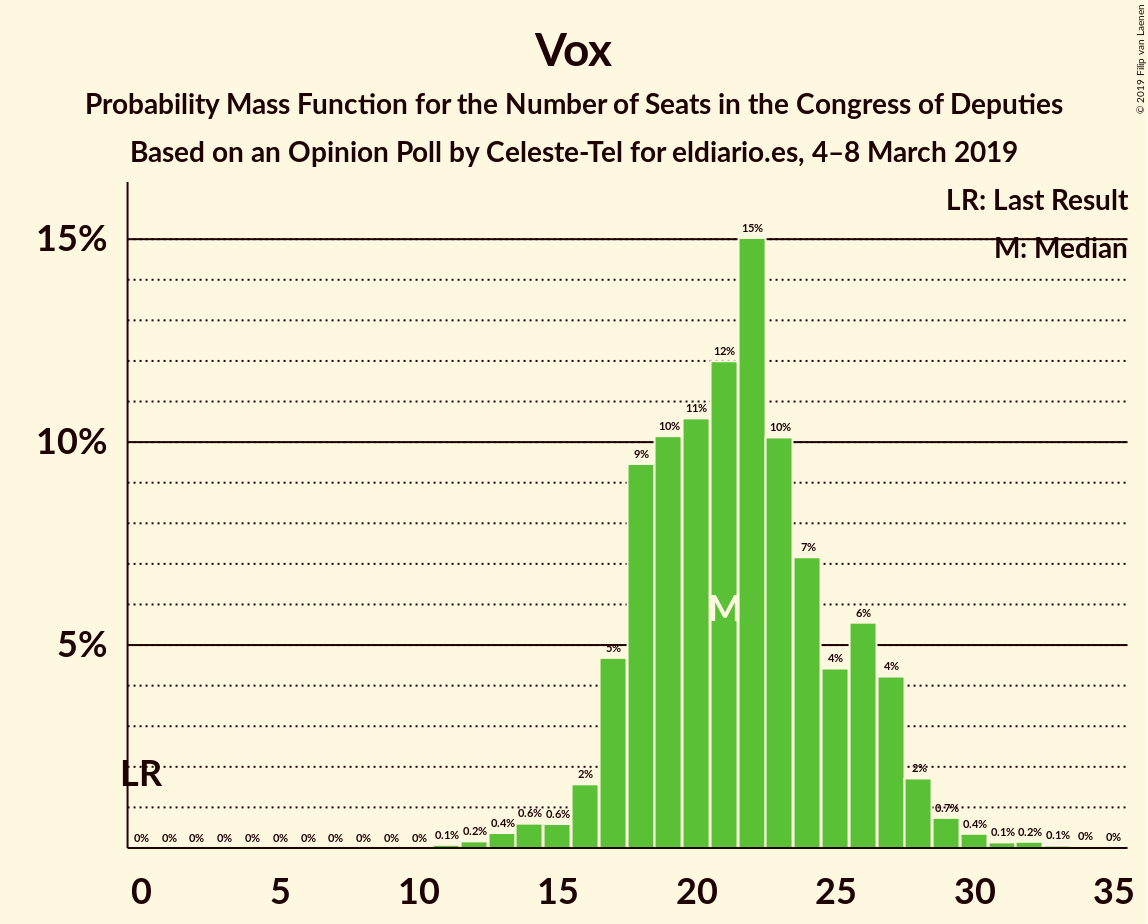 Vox
Probability Mass Function for the Number of Seats in the Congress of Deputies
Based on an Opinion Poll by Celeste-Tel for eldiario.es, 4–8 March 2019
© 2019 Filip van Laenen
LR: Last Result
M: Median
15%
10%
5%
0% 0% 0% 0% 0% 0% 0% 0% 0% 0% 0% 0.1% 0.2% 0.4% 0.6% 0.6% 2% 5% 9% 10% 11% 12% 15% 10% 7% 4% 6% 4% 2% 0.7% 0.4% 0.1% 0.2% 0.1% 0% 0%
M
LR
0 5 10 15 20 25 30 35